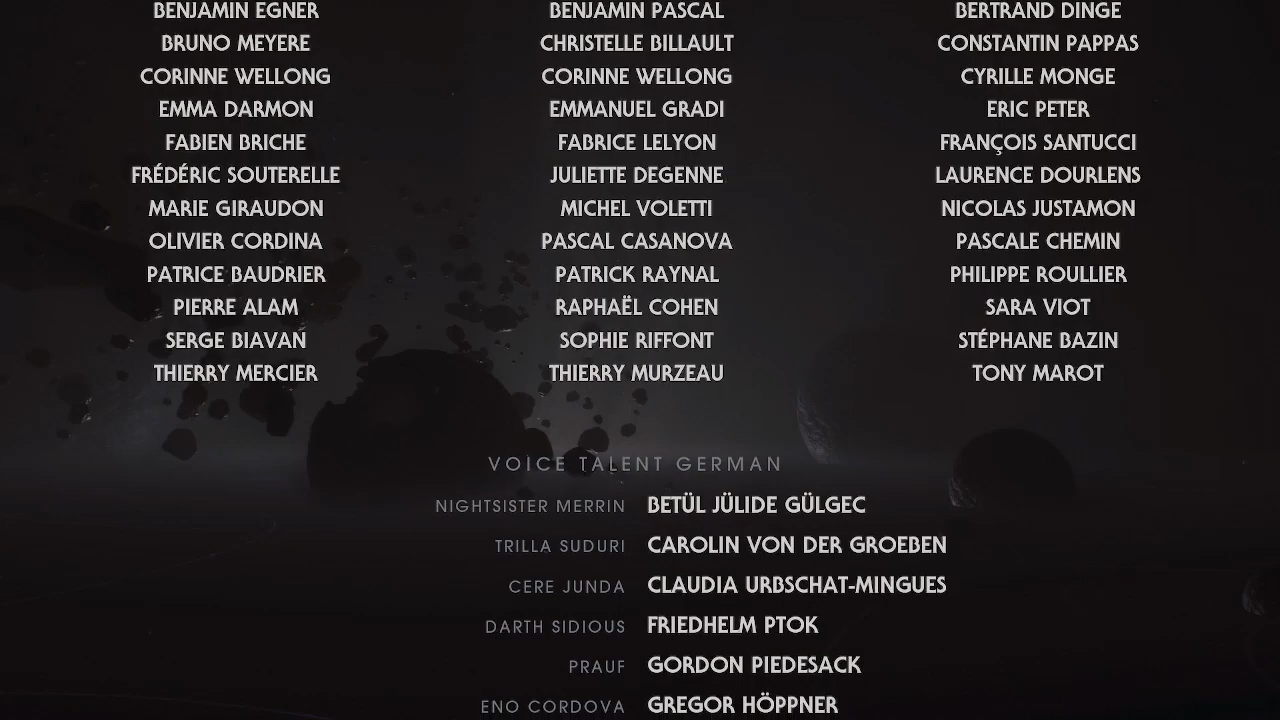 BENJAMIN EGNER BENJAMIN PASCAL BERTRAND DINGE
BRUNO MEYERE CHRISTELLE BILLAULT CONSTANTIN PAPPAS
CORINNE WELLONG CORINNE WELLONG CYRILLE MONGE
EMMA DARMON EMMANUEL GRADI ERIC PETER
FABIEN BRICHE FABRICE LELYON FRANÇOIS SANTUCCI
FRÉDÉRIC SOUTERELLE JULIETTE DEGENNE LAURENCE DOURLENS
MARIE GIRAUDON MICHEL VOLETTI NICOLAS JUSTAMON
OLIVIER CORDINA PASCAL CASANOVA PASCALE CHEMIN
PATRICE BAUDRIER PATRICK RAYNAL PHILIPPE ROULLIER
PIERRE ALAM RAPHAËL COHEN SARA VIOT
SERGE BIAVAN SOPHIE RIFFONT STÉPHANE BAZIN
THIERRY MERCIER THIERRY MURZEAU TONY MAROT
VOICE TALENT GERMAN
NIGHTSISTER MERRIN BETÜL JÜLIDE GÜLGEC
TRILLA SUDURI CAROLIN VON DER GROEBEN
CERE JUNDA CLAUDIA URBSCHAT-MINGUES
DARTH SIDIOUS FRIEDHELM PTOK
PRAUF GORDON PIEDESACK
ENO CORDOVA GREGOR HÖPPNER